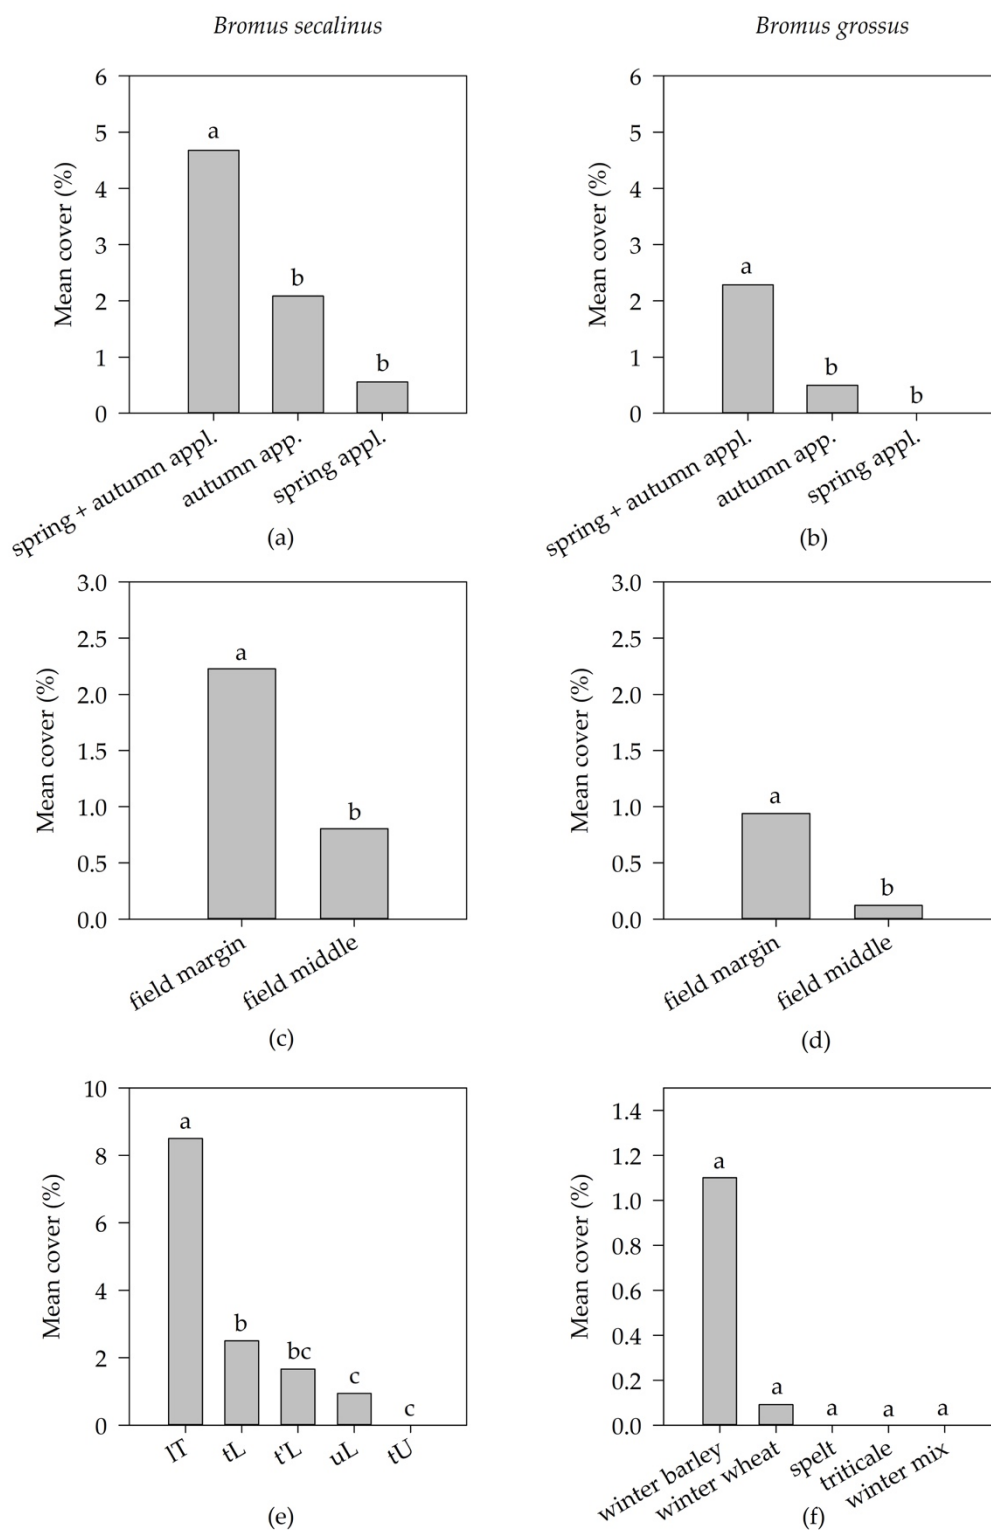 Bromus secalinus
Bromus grossus
Mean cover (%)
6
5
4
3
2
1
0
a
b
b
spring + autumn appl.
autumn app.
spring appl.
(a)
Mean cover (%)
6
5
4
3
2
1
0
a
b
b
spring + autumn appl.
autumn app.
spring appl.
(b)
Mean cover (%)
3.0
2.5
2.0
1.5
1.0
0.5
0.0
a
b
field margin
field middle
(c)
Mean cover (%)
3.0
2.5
2.0
1.5
1.0
0.5
0.0
a
b
field margin
field middle
(d)
Mean cover (%)
10
8
6
4
2
0
a
b
bc
c
c
lT
tL
t'L
uL
tU
(e)
Mean cover (%)
1.4
1.2
1.0
0.8
0.6
0.4
0.2
0.0
a
a
a
a
a
winter barley
winter wheat
spelt
triticale
winter mix
(f)